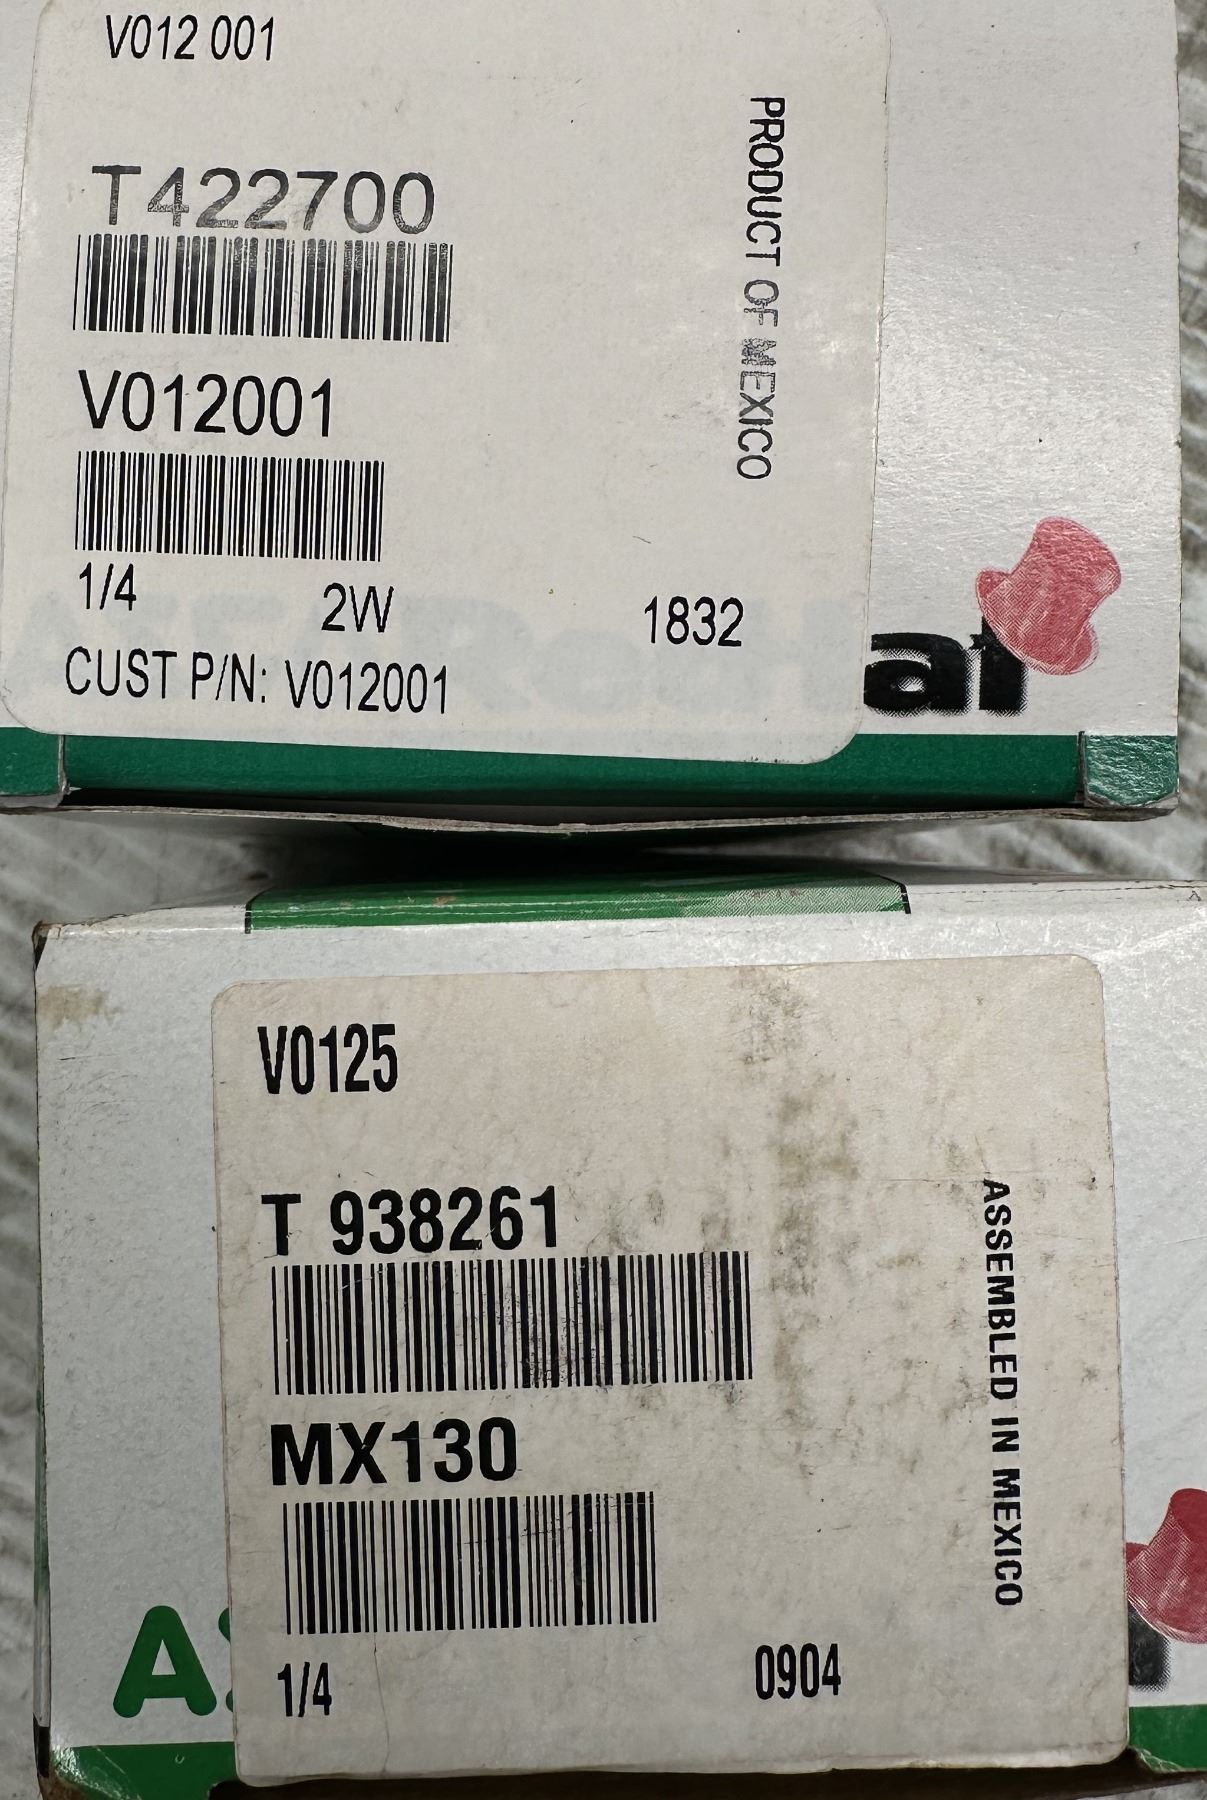 V012 001
T422700
V012001
1/4 2W 1832
CUST P/N: V012001
PRODUCT OF MEXICO
al
V0125
T 938261
MX130
1/4 0904
ASSEMBLED IN MEXICO